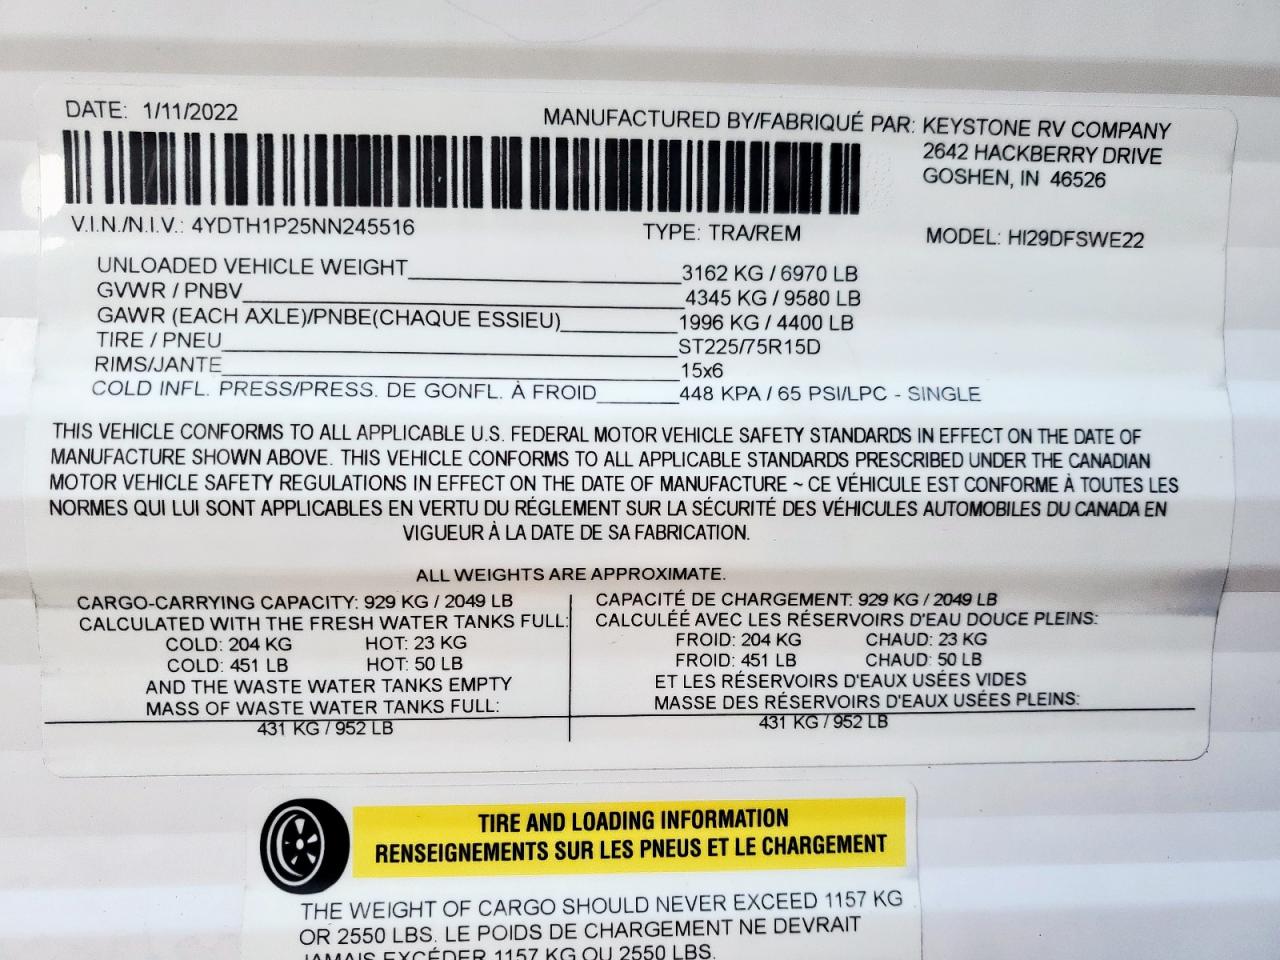 DATE: 1/11/2022
MANUFACTURED BY/FABRIQUÉ PAR: KEYSTONE RV COMPANY
2642 HACKBERRY DRIVE
GOSHEN, IN 46526
V.I.N./N.I.V.: 4YDTH1P25NN245516
TYPE: TRA/REM
MODEL: HI29DFSWE22
UNLOADED VEHICLE WEIGHT 3162 KG / 6970 LB
GVWR / PNBV 4345 KG / 9580 LB
GAWR (EACH AXLE)/PNBE(CHAQUE ESSIEU) 1996 KG / 4400 LB
TIRE / PNEU ST225/75R15D
RIMS/JANTE 15x6
COLD INFL. PRESS/PRESS. DE GONFL. À FROID 448 KPA / 65 PSI/LPC - SINGLE
THIS VEHICLE CONFORMS TO ALL APPLICABLE U.S. FEDERAL MOTOR VEHICLE SAFETY STANDARDS IN EFFECT ON THE DATE OF
MANUFACTURE SHOWN ABOVE. THIS VEHICLE CONFORMS TO ALL APPLICABLE STANDARDS PRESCRIBED UNDER THE CANADIAN
MOTOR VEHICLE SAFETY REGULATIONS IN EFFECT ON THE DATE OF MANUFACTURE ~ CE VÉHICULE EST CONFORME À TOUTES LES
NORMES QUI LUI SONT APPLICABLES EN VERTU DU RÉGLEMENT SUR LA SÉCURITÉ DES VÉHICULES AUTOMOBILES DU CANADA EN
VIGUEUR À LA DATE DE SA FABRICATION.
ALL WEIGHTS ARE APPROXIMATE.
CARGO-CARRYING CAPACITY: 929 KG / 2049 LB
CALCULATED WITH THE FRESH WATER TANKS FULL:
COLD: 204 KG HOT: 23 KG
COLD: 451 LB HOT: 50 LB
AND THE WASTE WATER TANKS EMPTY
MASS OF WASTE WATER TANKS FULL:
431 KG / 952 LB
CAPACITÉ DE CHARGEMENT: 929 KG / 2049 LB
CALCULÉÉ AVEC LES RÉSERVOIRS D'EAU DOUCE PLEINS:
FROID: 204 KG CHAUD: 23 KG
FROID: 451 LB CHAUD: 50 LB
ET LES RÉSERVOIRS D'EAUX USÉES VIDES
MASSE DES RÉSERVOIRS D'EAUX USÉES PLEINS:
431 KG / 952 LB
TIRE AND LOADING INFORMATION
RENSEIGNEMENTS SUR LES PNEUS ET LE CHARGEMENT
THE WEIGHT OF CARGO SHOULD NEVER EXCEED 1157 KG
OR 2550 LBS. LE POIDS DE CHARGEMENT NE DEVRAIT
JAMAIS EXCÉDER 1157 KG OU 2550 LBS.